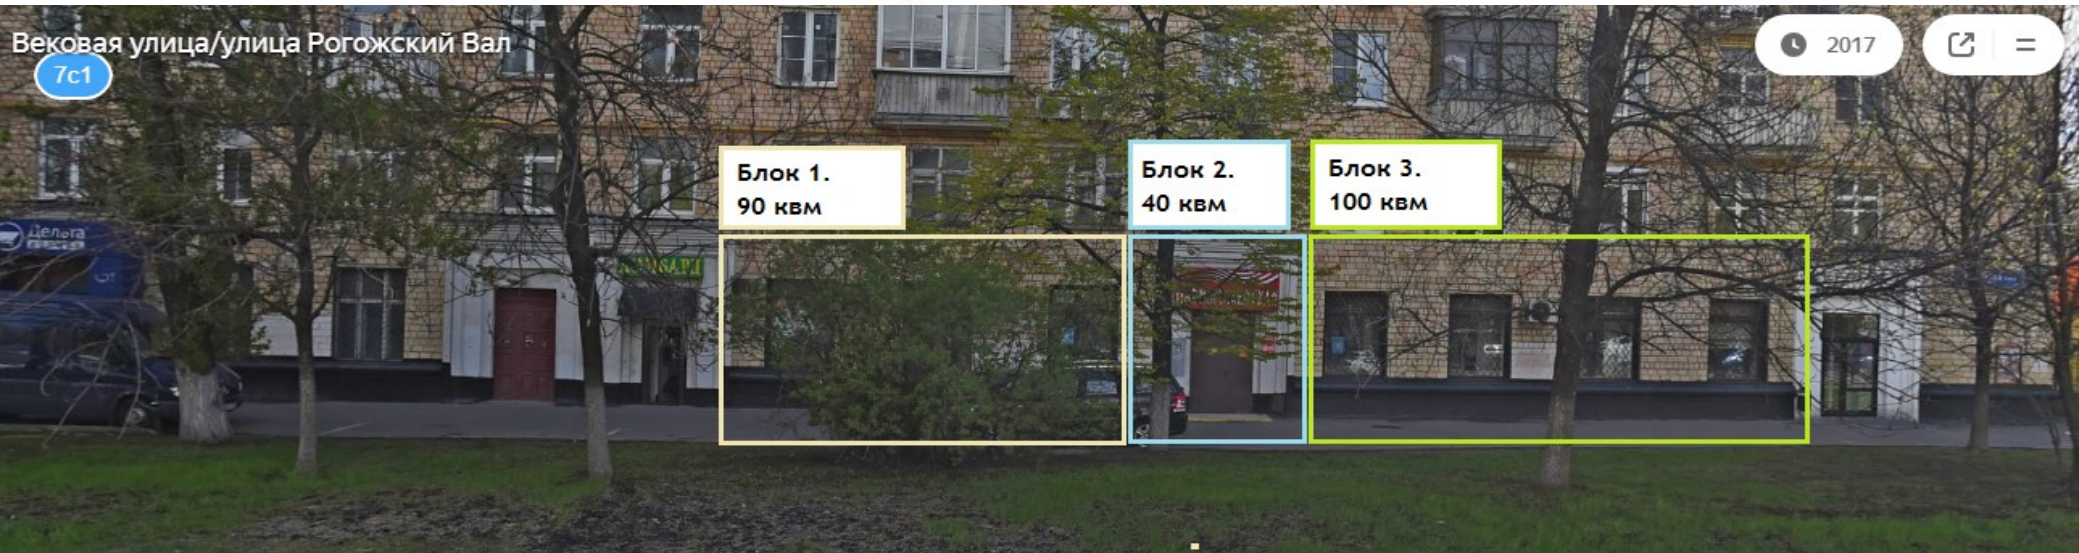 Вековая улица/улица Рогожский Вал
7с1
2017
Блок 1.
90 квм
Блок 2.
40 квм
Блок 3.
100 квм
Дельта
ЛОМБАРД